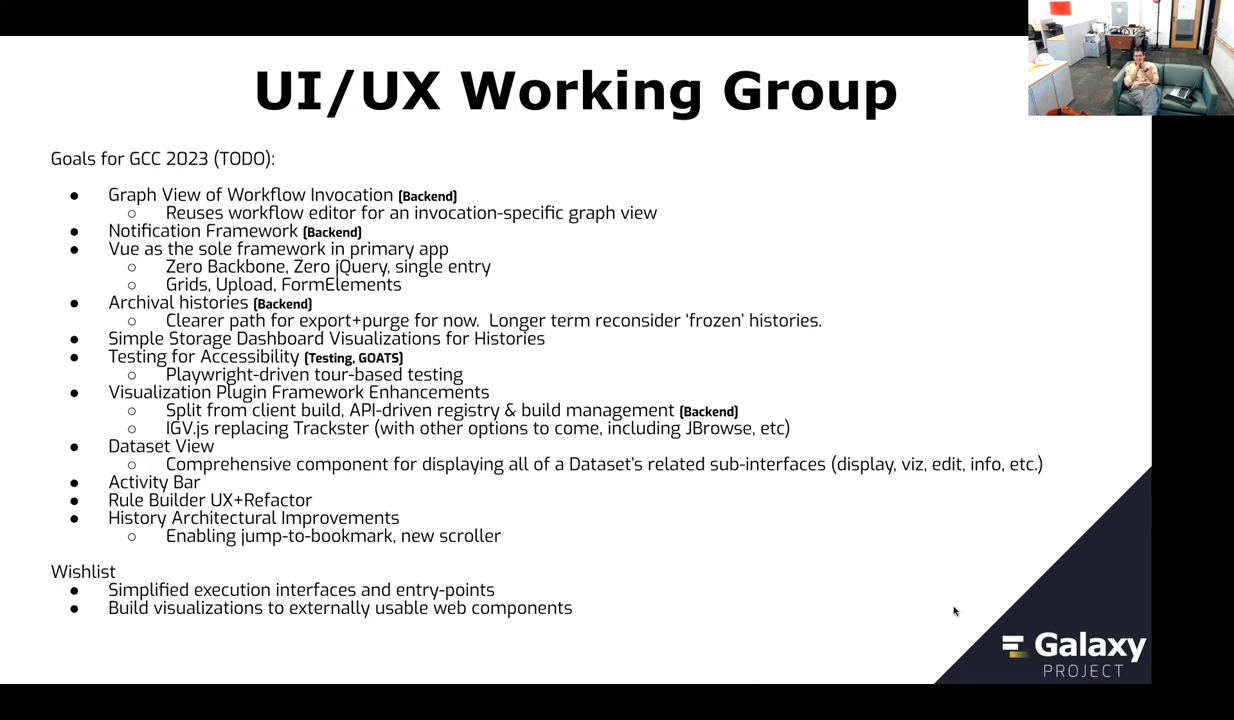 UI/UX Working Group
Goals for GCC 2023 (TODO):
● Graph View of Workflow Invocation [Backend]
○ Reuses workflow editor for an invocation-specific graph view
● Notification Framework [Backend]
● Vue as the sole framework in primary app
○ Zero Backbone, Zero jQuery, single entry
○ Grids, Upload, FormElements
● Archival histories [Backend]
○ Clearer path for export+purge for now.  Longer term reconsider ‘frozen’ histories.
● Simple Storage Dashboard Visualizations for Histories
● Testing for Accessibility [Testing, GOATS]
○ Playwright-driven tour-based testing
● Visualization Plugin Framework Enhancements
○ Split from client build, API-driven registry & build management [Backend]
○ IGV.js replacing Trackster (with other options to come, including JBrowse, etc)
● Dataset View
○ Comprehensive component for displaying all of a Dataset’s related sub-interfaces (display, viz, edit, info, etc.)
● Activity Bar
● Rule Builder UX+Refactor
● History Architectural Improvements
○ Enabling jump-to-bookmark, new scroller
Wishlist
● Simplified execution interfaces and entry-points
● Build visualizations to externally usable web components
Galaxy
PROJECT